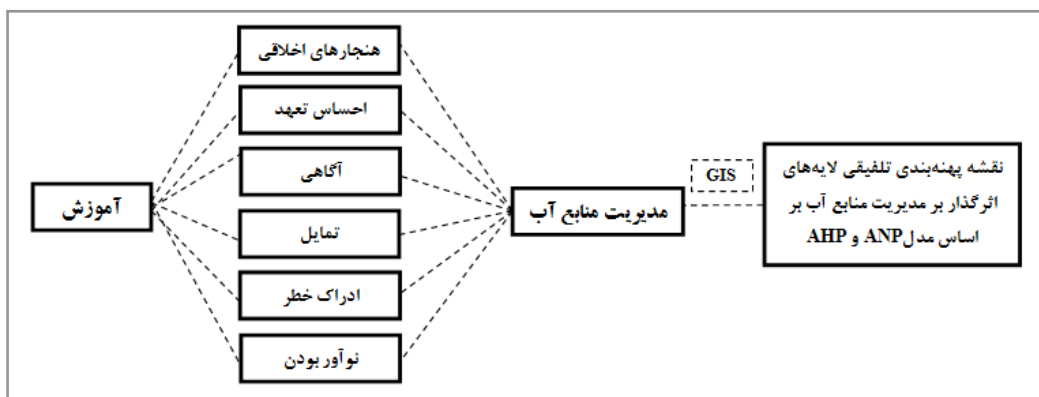 هنجارهای اخلاقی
احساس تعهد
آگاهی
تمایل
ادراک خطر
نوآور بودن
آموزش
مدیریت منابع آب
GIS
نقشه پهنه‌بندی تلفیقی لایه‌های
اثرگذار بر مدیریت منابع آب بر
اساس مدلANP و AHP